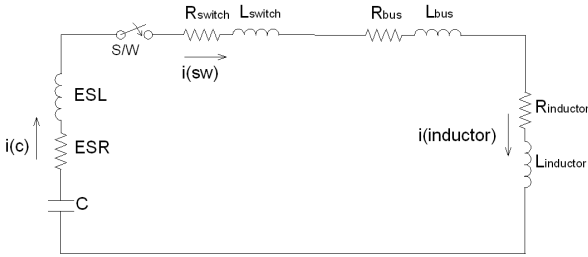 Rswitch Lswitch Rbus Lbus
S/W
i(sw)
ESL
Rinductor
i(inductor)
i(c)
ESR
Linductor
C